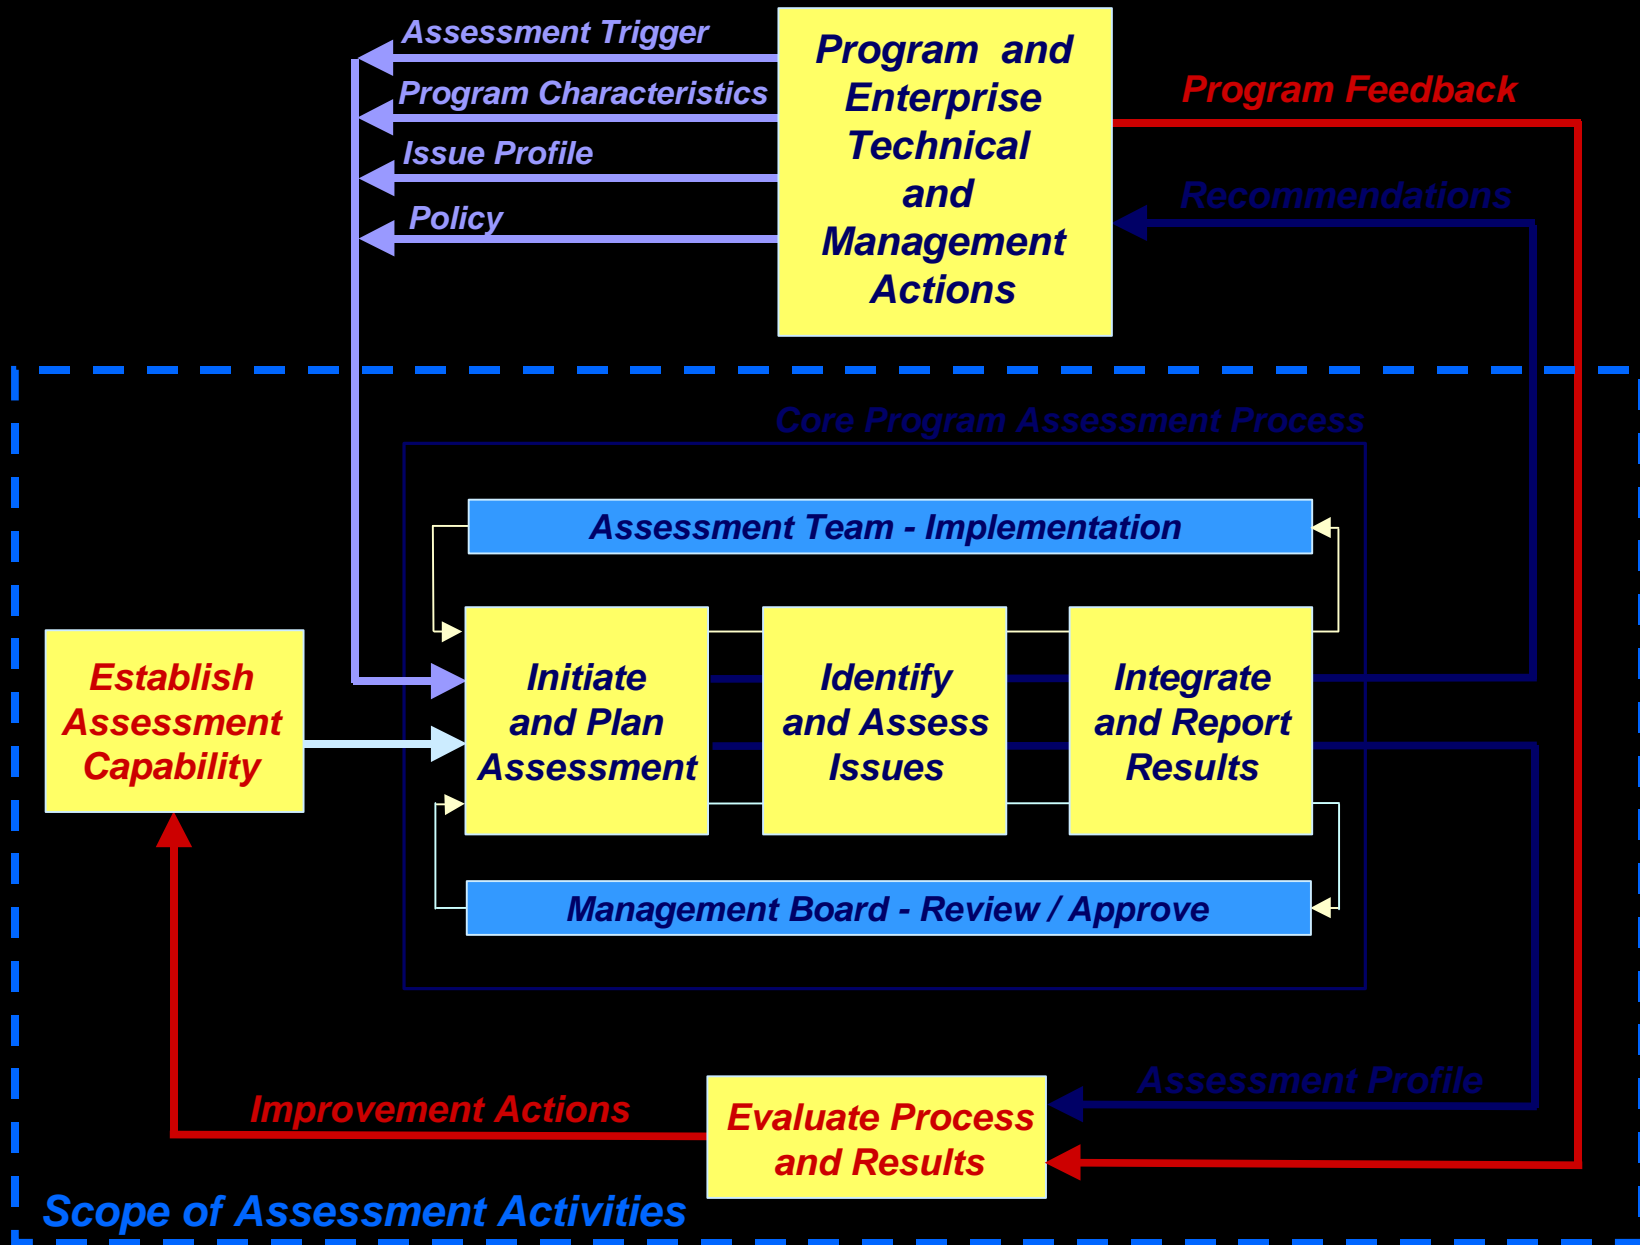 Assessment Trigger
Program Characteristics
Issue Profile
Policy
Program and
Enterprise
Technical
and
Management
Actions
Program Feedback
Recommendations
Core Program Assessment Process
Assessment Team - Implementation
Establish
Assessment
Capability
Initiate
and Plan
Assessment
Identify
and Assess
Issues
Integrate
and Report
Results
Management Board - Review / Approve
Assessment Profile
Improvement Actions
Evaluate Process
and Results
Scope of Assessment Activities